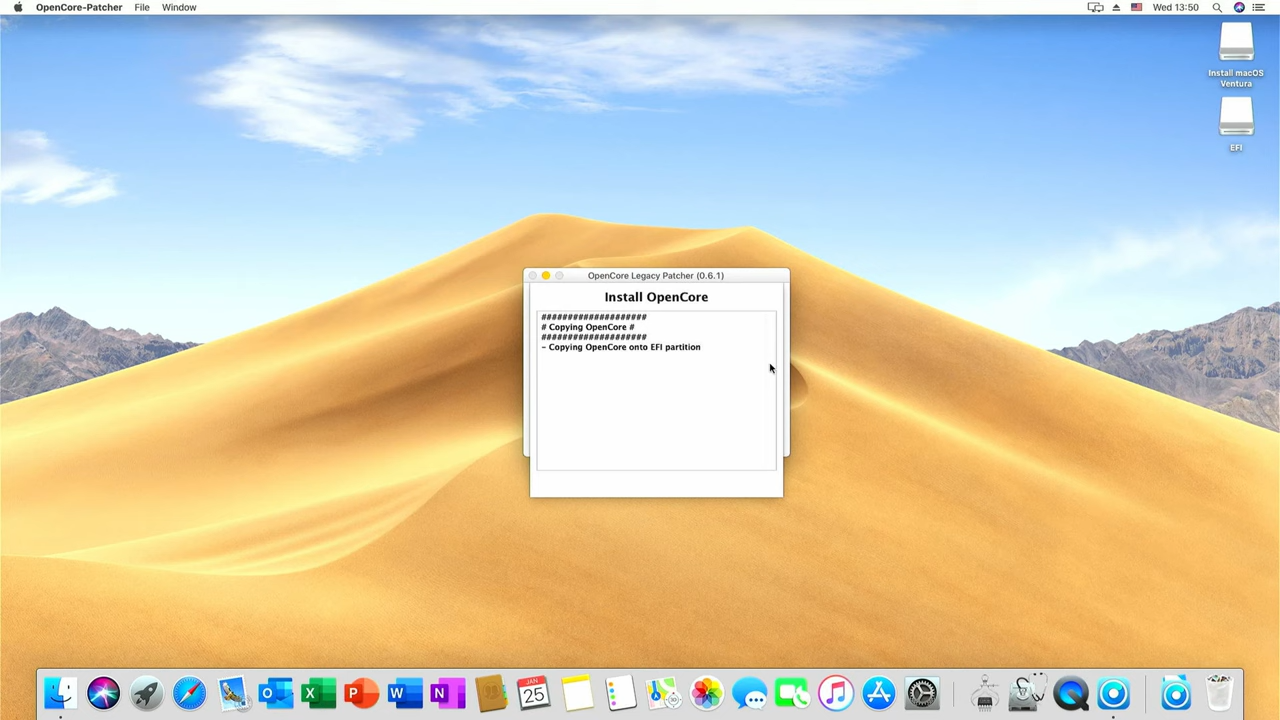 OpenCore-Patcher File Window
Wed 13:50
Install macOS
Ventura
EFI
OpenCore Legacy Patcher (0.6.1)
Install OpenCore
####################
# Copying OpenCore #
####################
- Copying OpenCore onto EFI partition
JAN
25